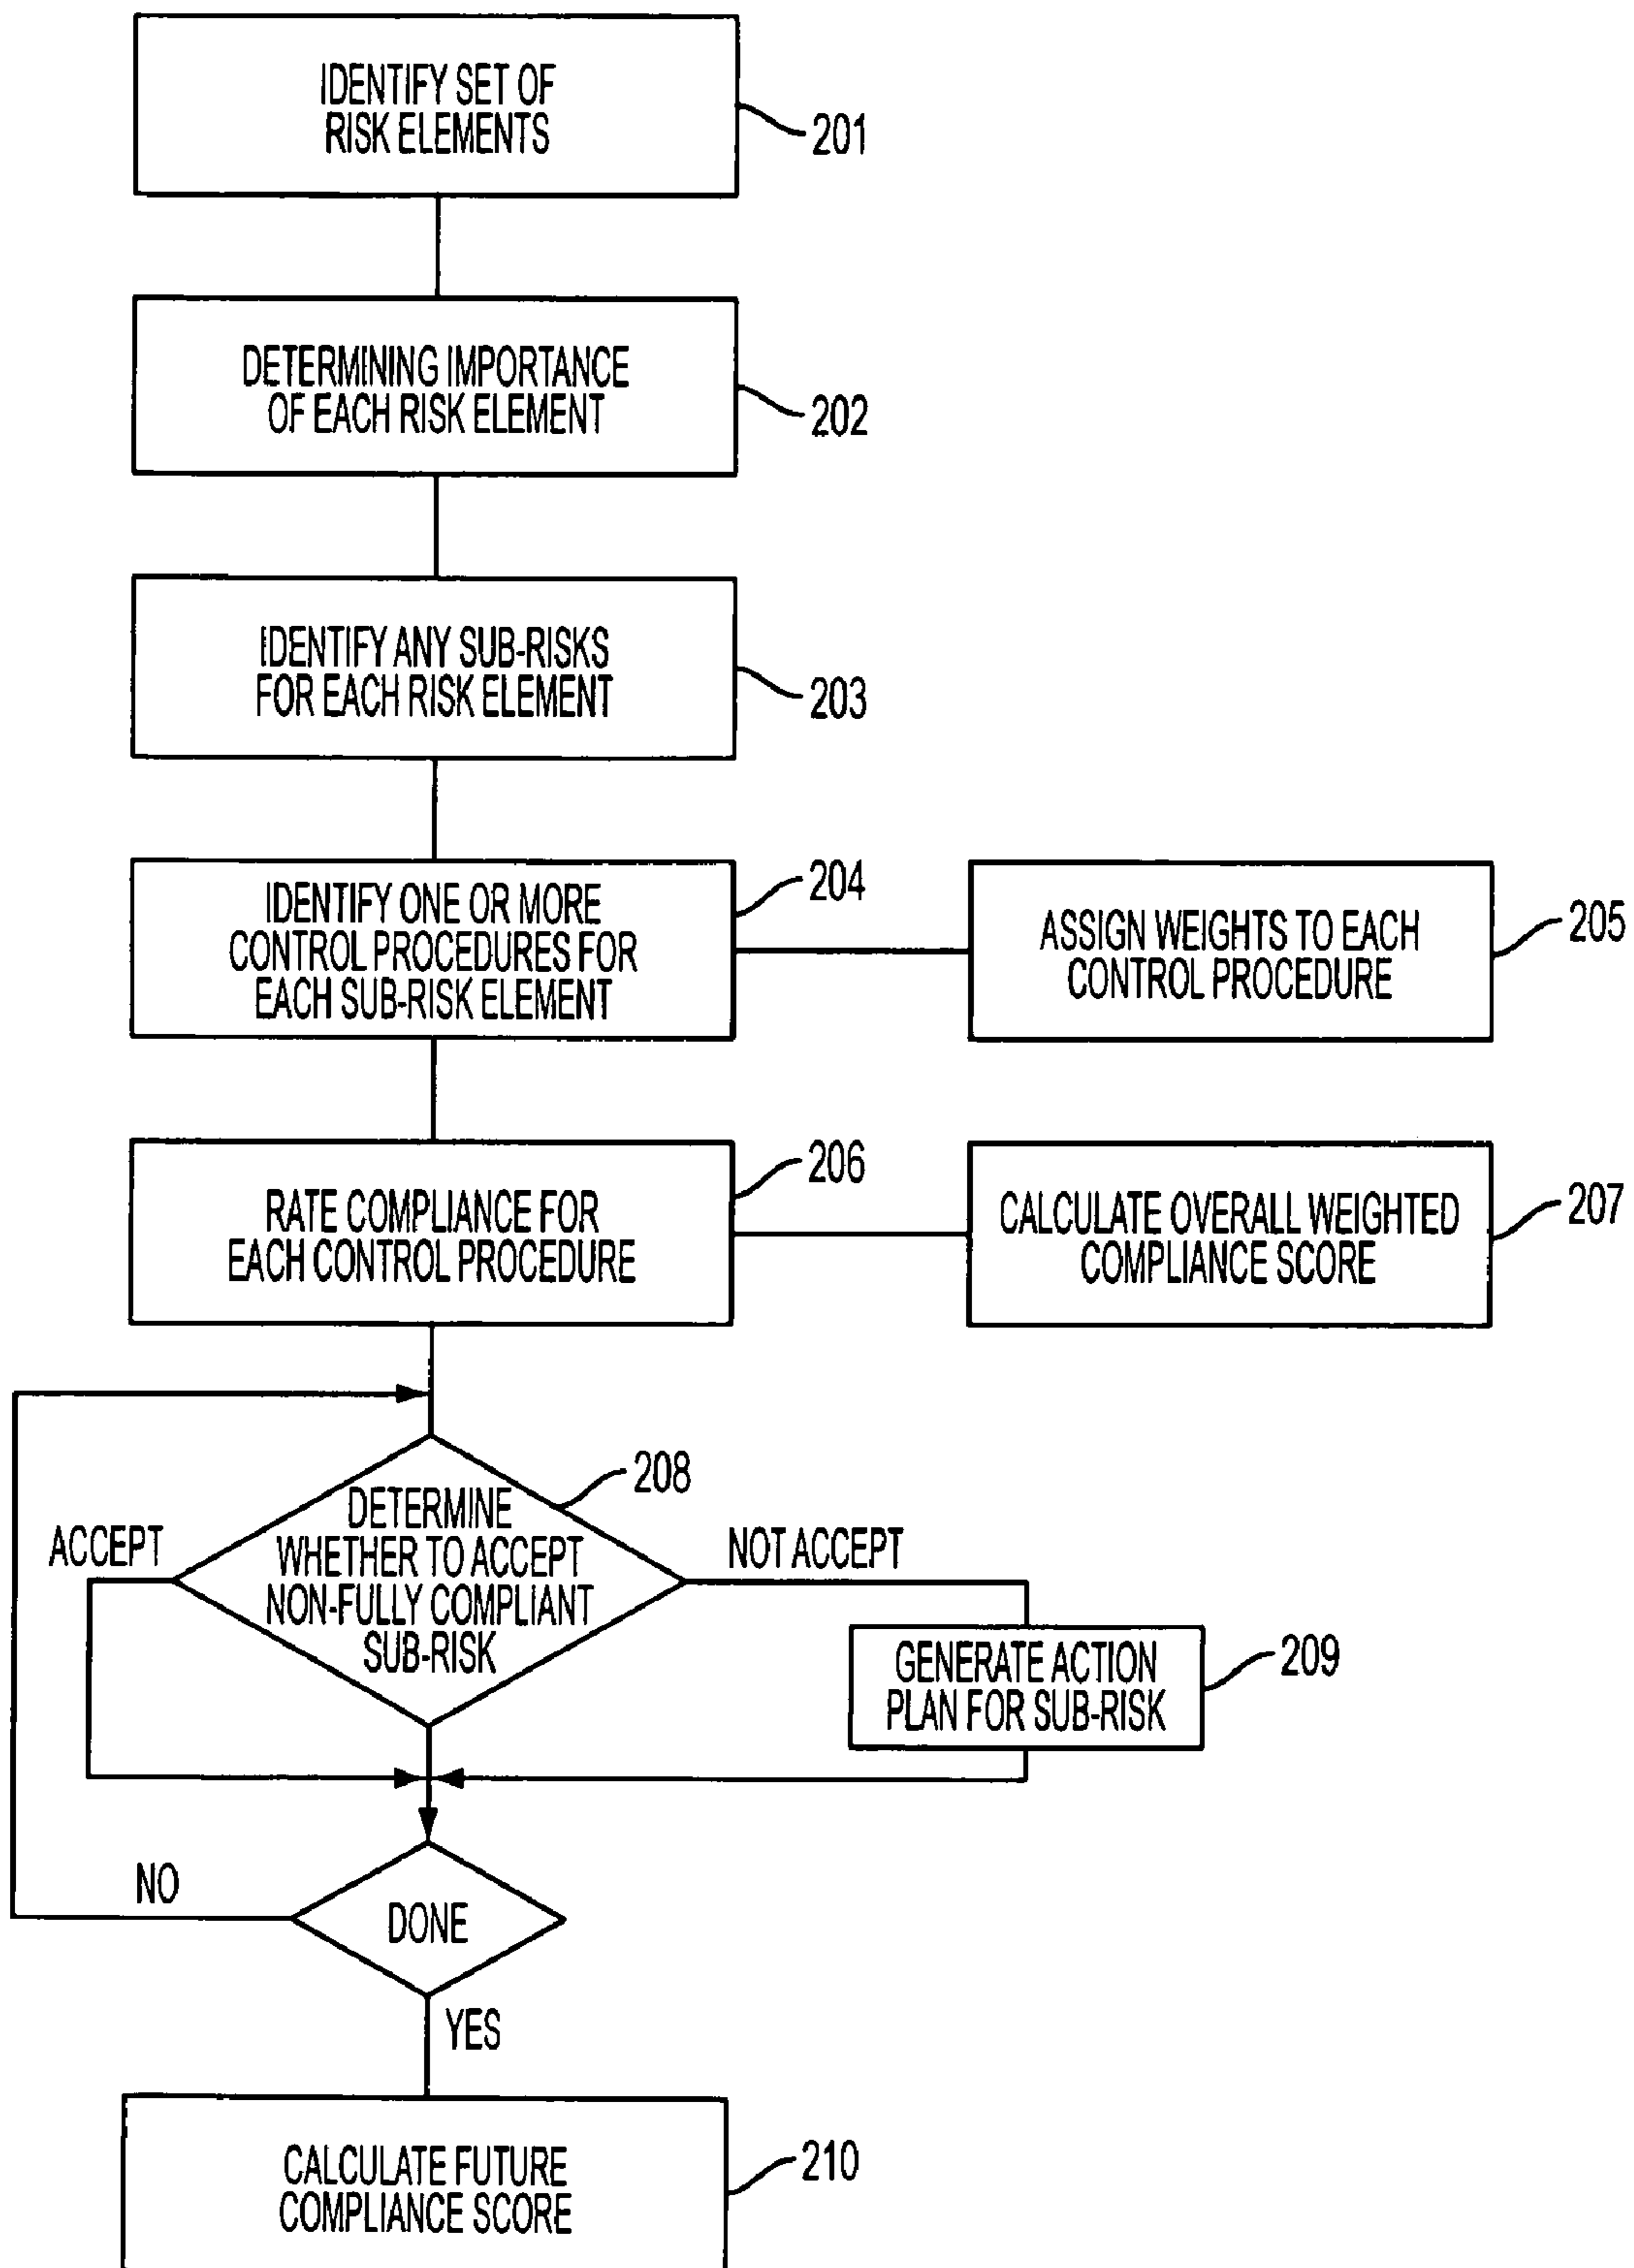 IDENTIFY SET OF
RISK ELEMENTS
201
DETERMINING IMPORTANCE
OF EACH RISK ELEMENT
202
IDENTIFY ANY SUB-RISKS
FOR EACH RISK ELEMENT
203
IDENTIFY ONE OR MORE
CONTROL PROCEDURES FOR
EACH SUB-RISK ELEMENT
204
ASSIGN WEIGHTS TO EACH
CONTROL PROCEDURE
205
RATE COMPLIANCE FOR
EACH CONTROL PROCEDURE
206
CALCULATE OVERALL WEIGHTED
COMPLIANCE SCORE
207
DETERMINE
WHETHER TO ACCEPT
NON-FULLY COMPLIANT
SUB-RISK
208
ACCEPT
NOT ACCEPT
GENERATE ACTION
PLAN FOR SUB-RISK
209
NO
DONE
YES
CALCULATE FUTURE
COMPLIANCE SCORE
210